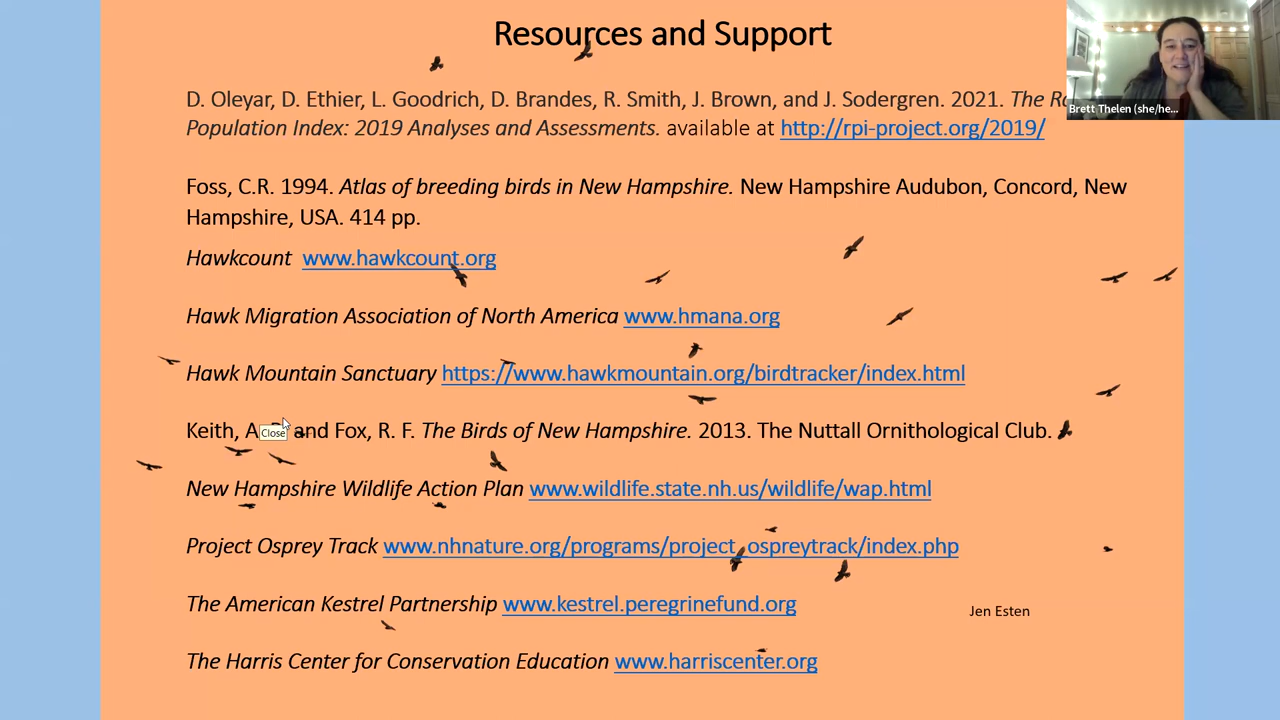 Resources and Support
D. Oleyar, D. Ethier, L. Goodrich, D. Brandes, R. Smith, J. Brown, and J. Sodergren. 2021. The
Brett Thelen (she/he...
Population Index: 2019 Analyses and Assessments. available at http://rpi-project.org/2019/
Foss, C.R. 1994. Atlas of breeding birds in New Hampshire. New Hampshire Audubon, Concord, New
Hampshire, USA. 414 pp.
Hawkcount www.hawkcount.org
Hawk Migration Association of North America www.hmana.org
Hawk Mountain Sanctuary https://www.hawkmountain.org/birdtracker/index.html
Keith, A. and Fox, R. F. The Birds of New Hampshire. 2013. The Nuttall Ornithological Club.
Close
New Hampshire Wildlife Action Plan www.wildlife.state.nh.us/wildlife/wap.html
Project Osprey Track www.nhnature.org/programs/project_ospreytrack/index.php
The American Kestrel Partnership www.kestrel.peregrinefund.org
Jen Esten
The Harris Center for Conservation Education www.harriscenter.org